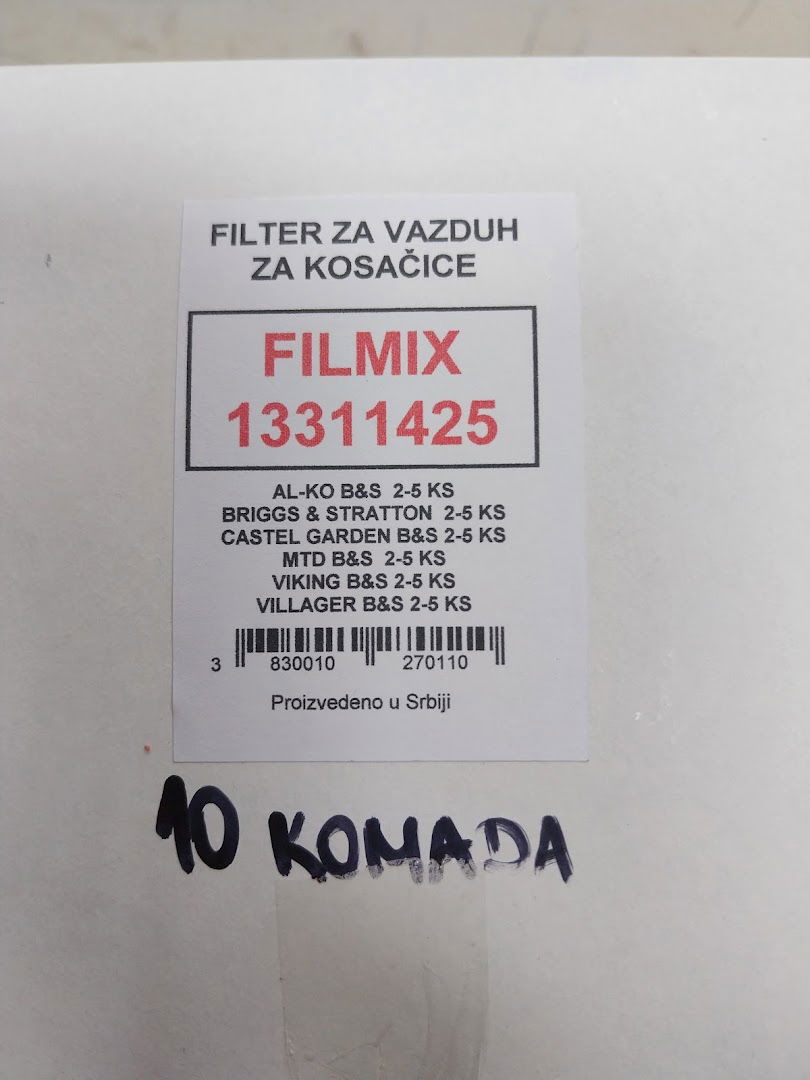 FILTER ZA VAZDUH
ZA KOSAČICE
FILMIX
13311425
AL-KO B&S 2-5 KS
BRIGGS & STRATTON 2-5 KS
CASTEL GARDEN B&S 2-5 KS
MTD B&S 2-5 KS
VIKING B&S 2-5 KS
VILLAGER B&S 2-5 KS
3 830010 270110
Proizvedeno u Srbiji
10 KOMADA